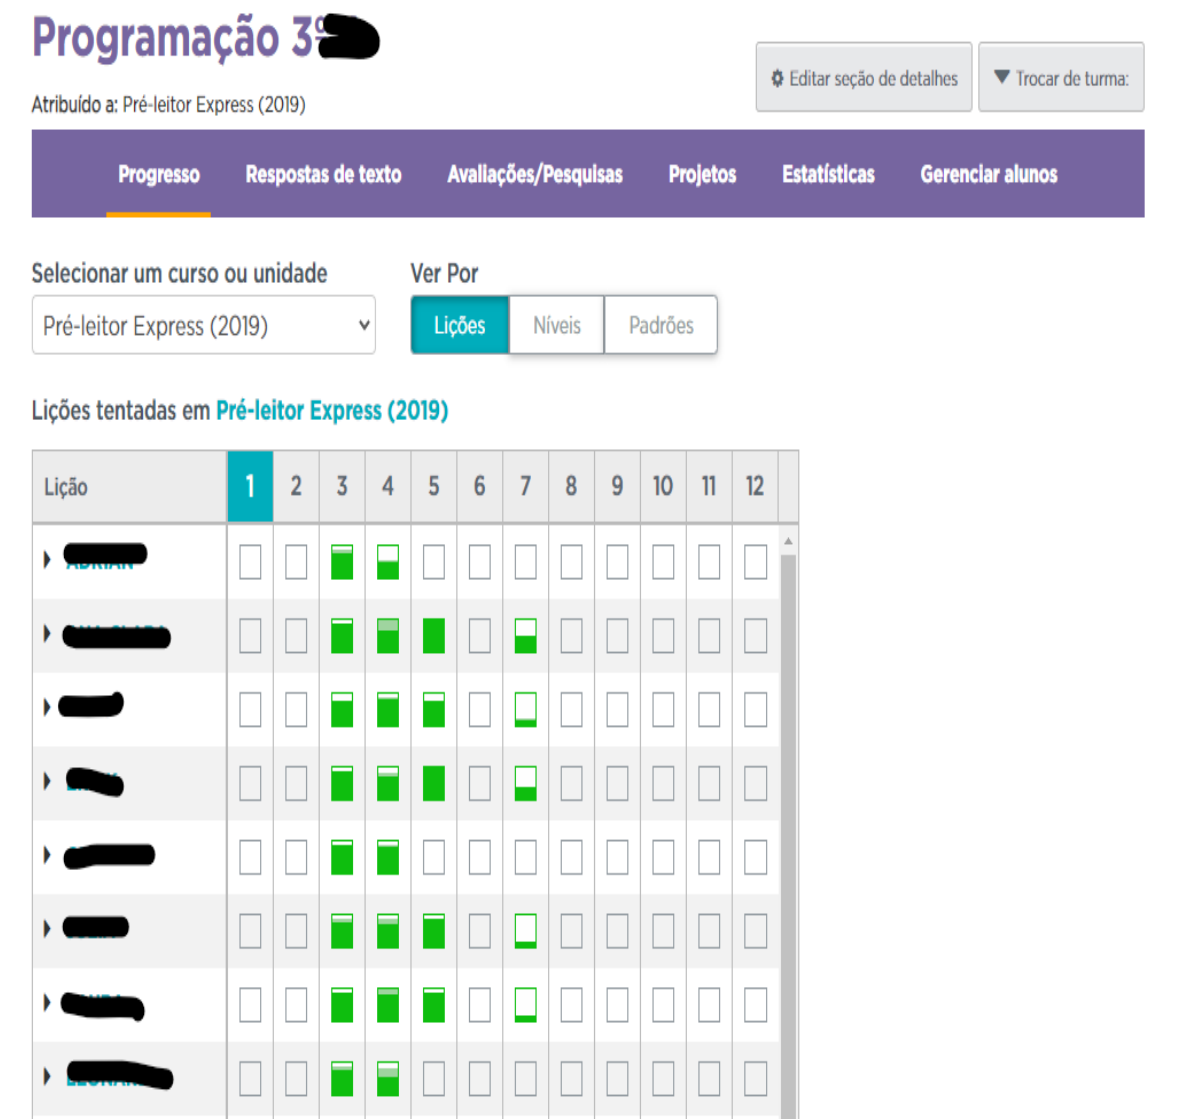 Programação 3º
Editar seção de detalhes
Trocar de turma:
Atribuído a: Pré-leitor Express (2019)
Progresso Respostas de texto Avaliações/Pesquisas Projetos Estatísticas Gerenciar alunos
Selecionar um curso ou unidade Ver Por
Pré-leitor Express (2019) Lições Níveis Padrões
Lições tentadas em Pré-leitor Express (2019)
Lição 1 2 3 4 5 6 7 8 9 10 11 12